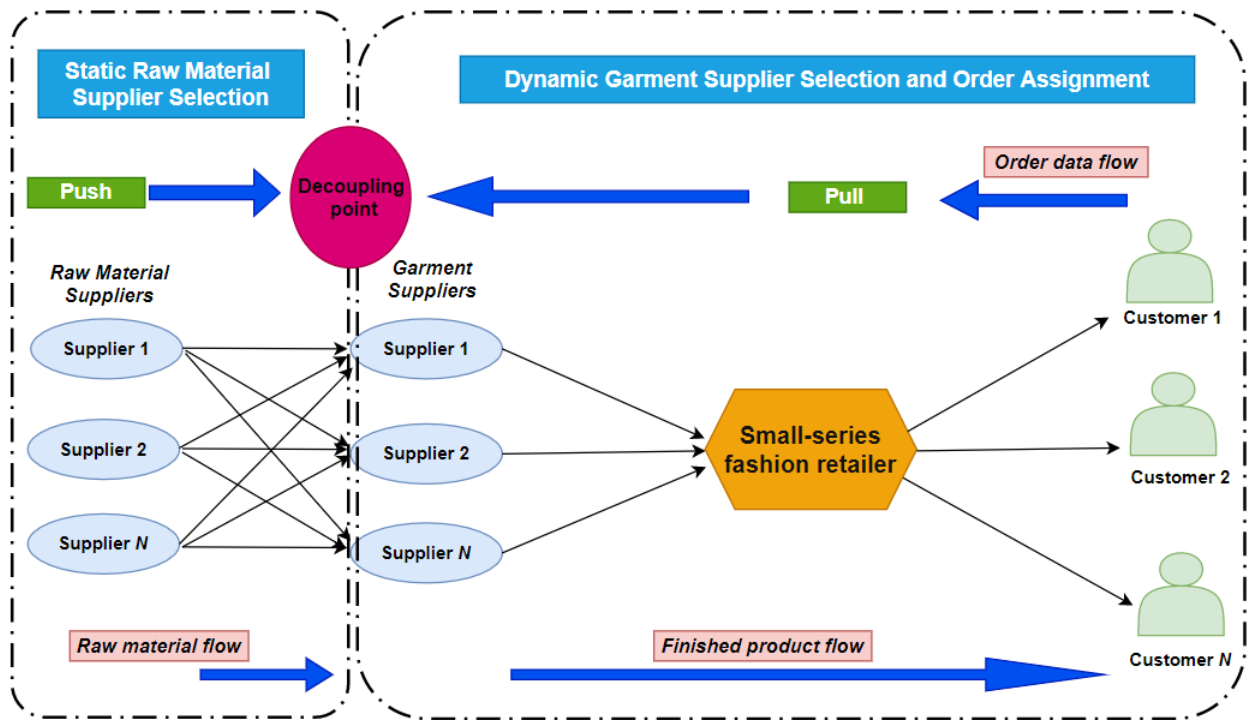 Static Raw Material
Supplier Selection
Dynamic Garment Supplier Selection and Order Assignment
Order data flow
Push
Decoupling
point
Pull
Raw Material
Suppliers
Garment
Suppliers
Supplier 1
Supplier 1
Customer 1
Supplier 2
Supplier 2
Small-series
fashion retailer
Customer 2
Supplier N
Supplier N
Raw material flow
Finished product flow
Customer N